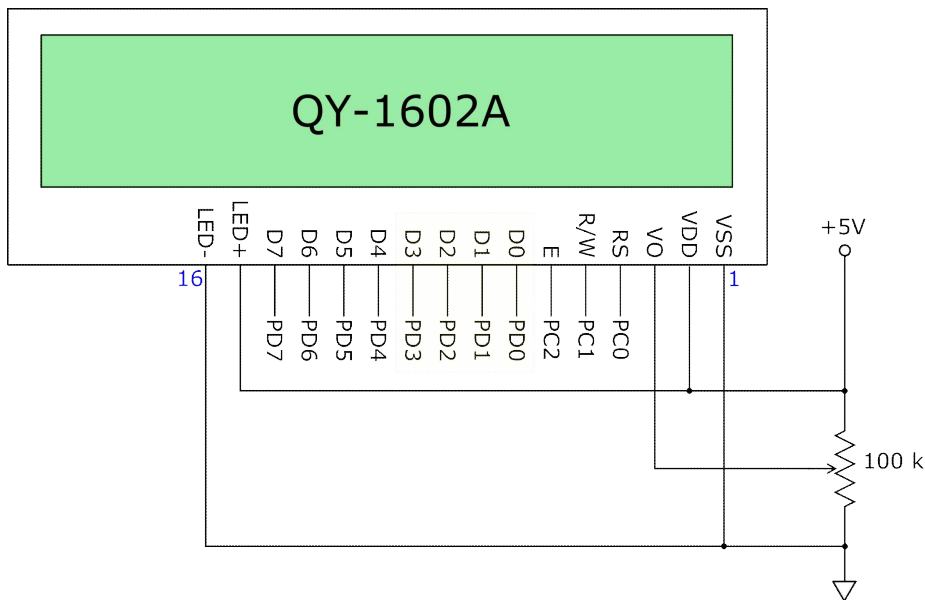 QY-1602A
LED-
LED+
D7
D6
D5
D4
D3
D2
D1
D0
E
R/W
RS
VO
VDD
VSS
+5V
16
1
PD7
PD6
PD5
PD4
PD3
PD2
PD1
PD0
PC2
PC1
PC0
100 k